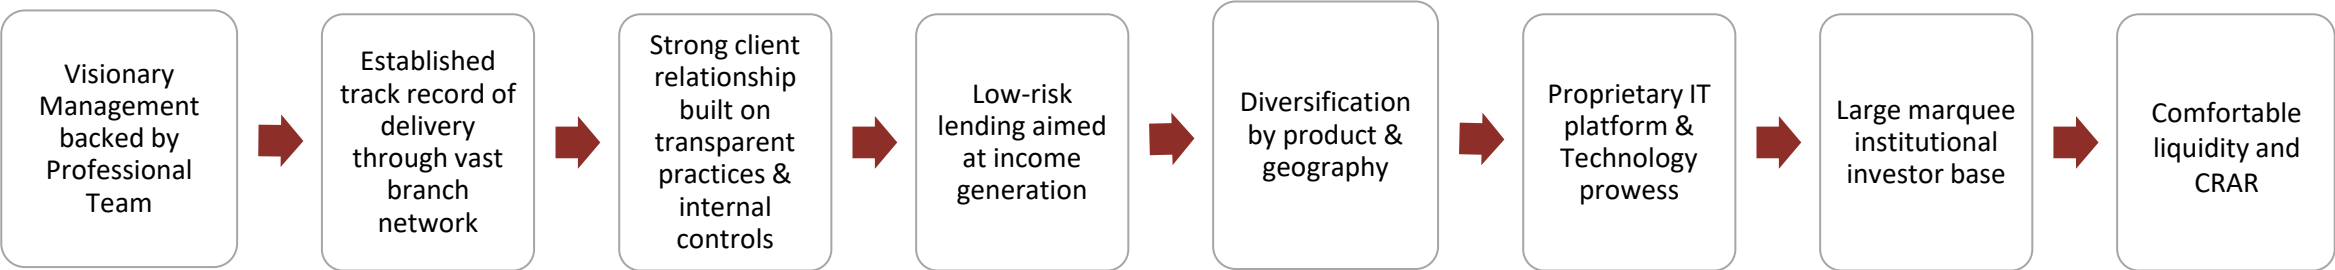 Visionary
Management
backed by
Professional
Team
Established
track record of
delivery
through vast
branch
network
Strong client
relationship
built on
transparent
practices &
internal
controls
Low-risk
lending aimed
at income
generation
Diversification
by product &
geography
Proprietary IT
platform &
Technology
prowess
Large marquee
institutional
investor base
Comfortable
liquidity and
CRAR